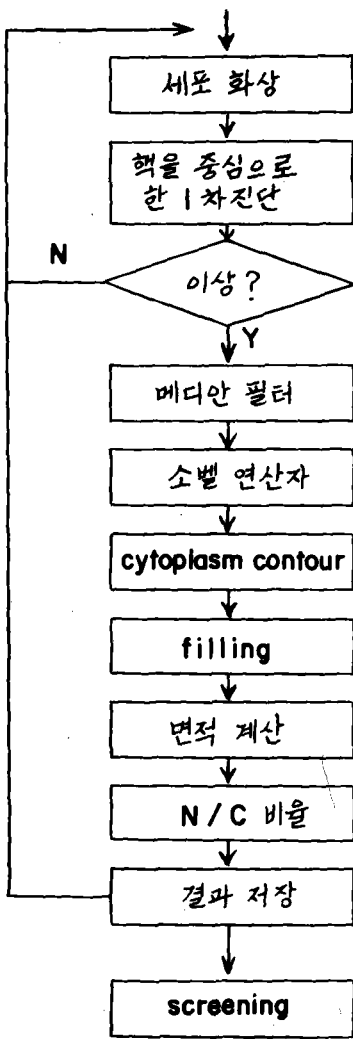 세포 화상
핵을 중심으로
한 1차진단
N
이상?
Y
메디안 필터
소벨 연산자
cytoplasm contour
filling
면적 계산
N/C 비율
결과 저장
screening